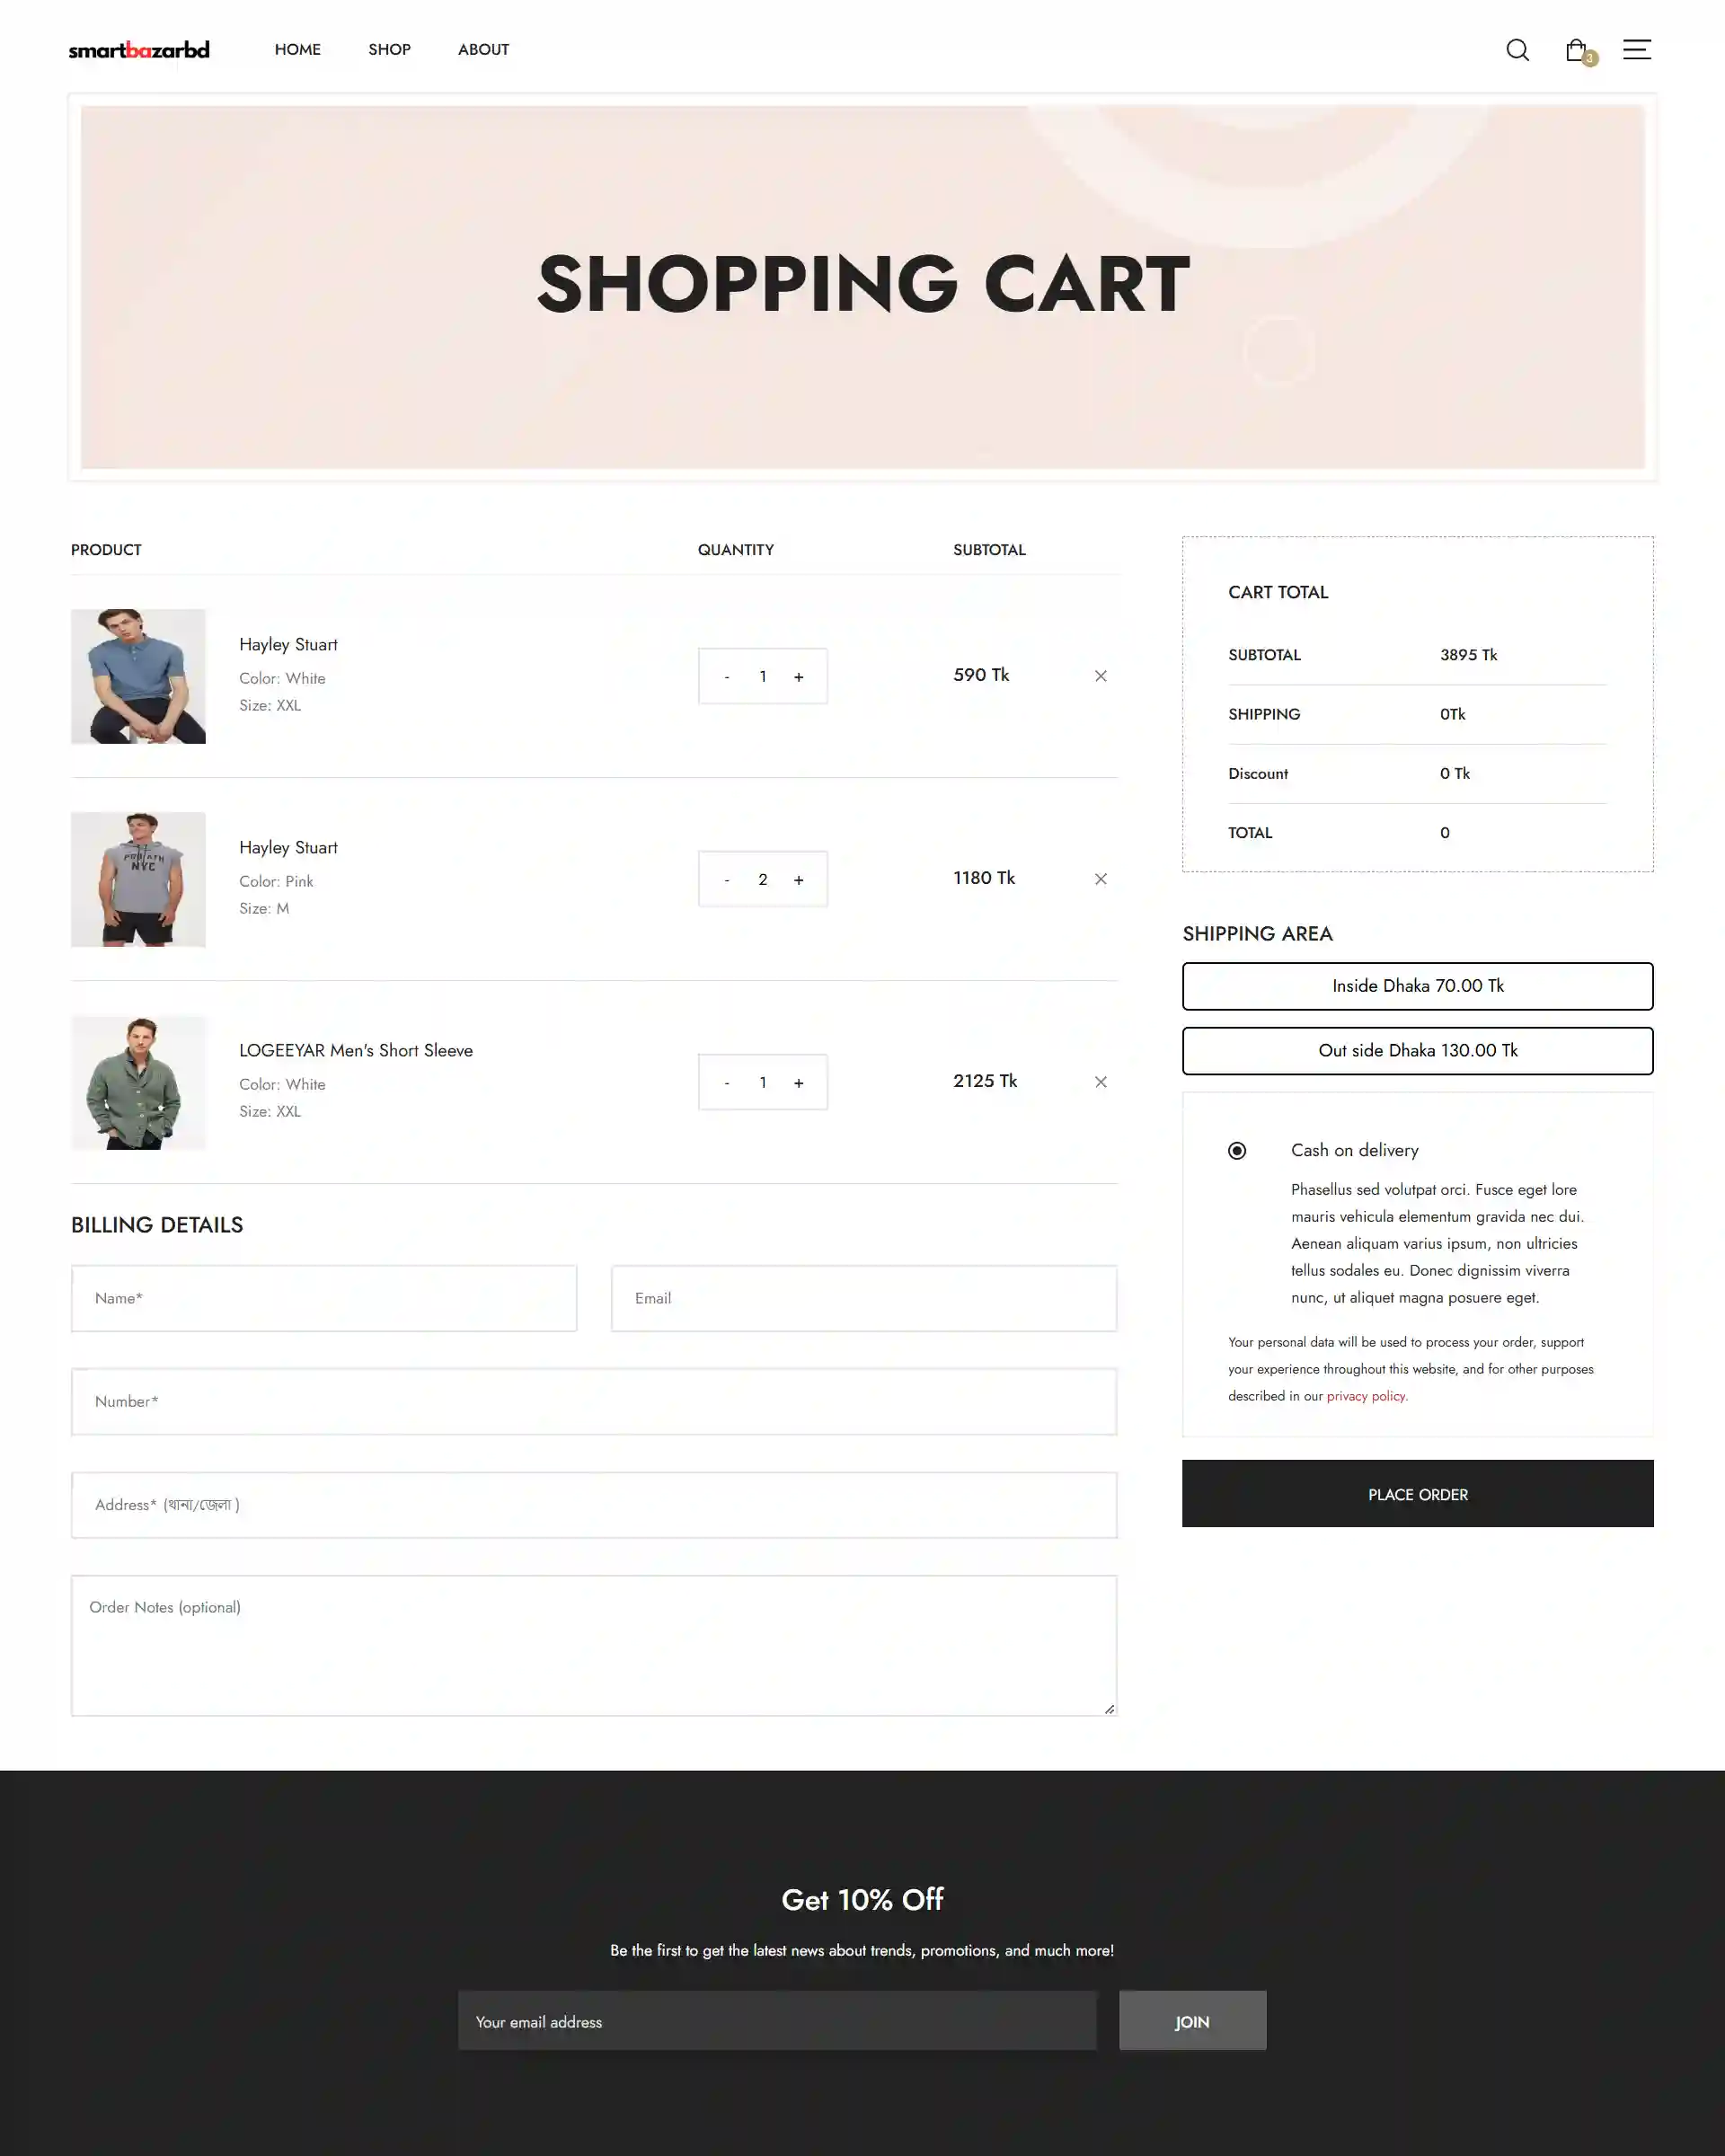 smartbazarbd HOME SHOP ABOUT 3
SHOPPING CART
PRODUCT QUANTITY SUBTOTAL
Hayley Stuart
Color: White
Size: XXL
- 1 + 590 Tk ×
POLLATH
NYC
Hayley Stuart
Color: Pink
Size: M
- 2 + 1180 Tk ×
LOGEEYAR Men's Short Sleeve
Color: White
Size: XXL
- 1 + 2125 Tk ×
BILLING DETAILS
Name* Email
Number*
Address* (থানা/জেলা )
Order Notes (optional)
CART TOTAL
SUBTOTAL 3895 Tk
SHIPPING 0Tk
Discount 0 Tk
TOTAL 0
SHIPPING AREA
Inside Dhaka 70.00 Tk
Out side Dhaka 130.00 Tk
Cash on delivery
Phasellus sed volutpat orci. Fusce eget lore
mauris vehicula elementum gravida nec dui.
Aenean aliquam varius ipsum, non ultricies
tellus sodales eu. Donec dignissim viverra
nunc, ut aliquet magna posuere eget.
Your personal data will be used to process your order, support
your experience throughout this website, and for other purposes
described in our privacy policy.
PLACE ORDER
Get 10% Off
Be the first to get the latest news about trends, promotions, and much more!
Your email address JOIN